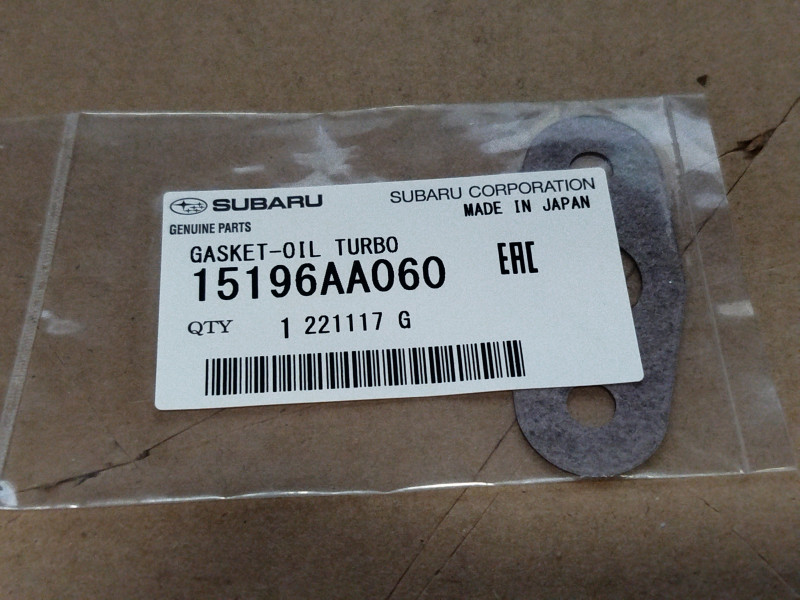 SUBARU
SUBARU CORPORATION
MADE IN JAPAN
GENUINE PARTS
GASKET-OIL TURBO
15196AA060
EAC
QTY 1 221117 G